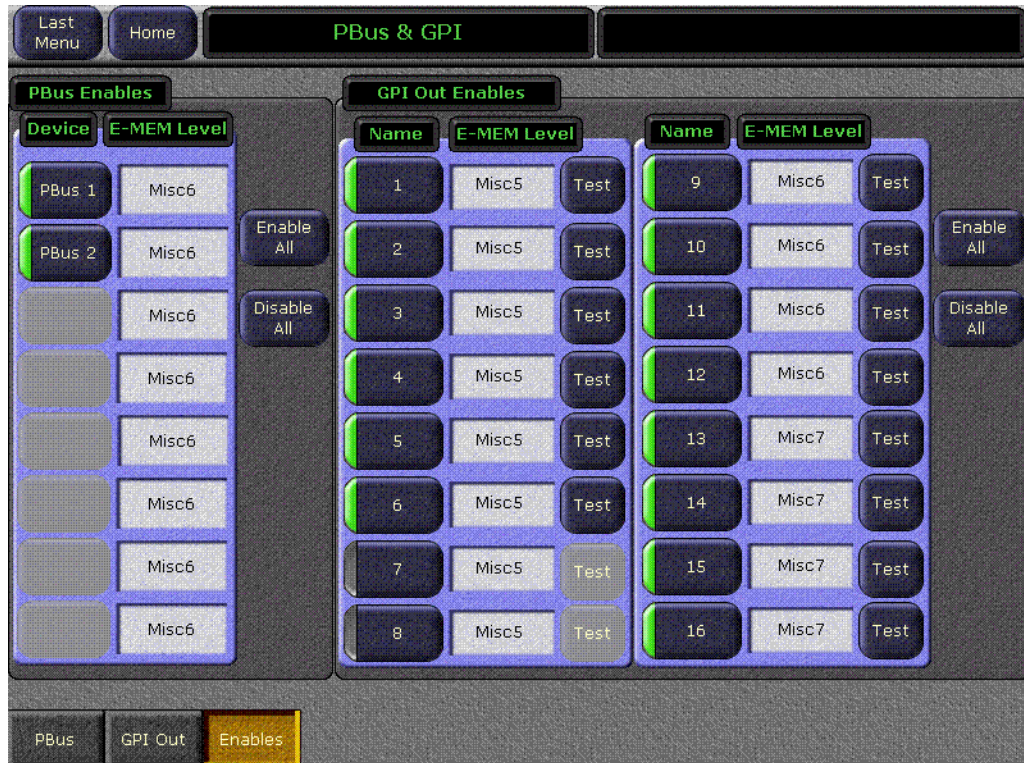 Last
Menu
Home
PBus & GPI
PBus Enables
Device
E-MEM Level
PBus 1
Misc6
PBus 2
Misc6
Misc6
Misc6
Misc6
Misc6
Misc6
Misc6
Enable
All
Disable
All
GPI Out Enables
Name
E-MEM Level
1
Misc5
Test
2
Misc5
Test
3
Misc5
Test
4
Misc5
Test
5
Misc5
Test
6
Misc5
Test
7
Misc5
Test
8
Misc5
Test
Name
E-MEM Level
9
Misc6
Test
10
Misc6
Test
11
Misc6
Test
12
Misc6
Test
13
Misc7
Test
14
Misc7
Test
15
Misc7
Test
16
Misc7
Test
Enable
All
Disable
All
PBus
GPI Out
Enables